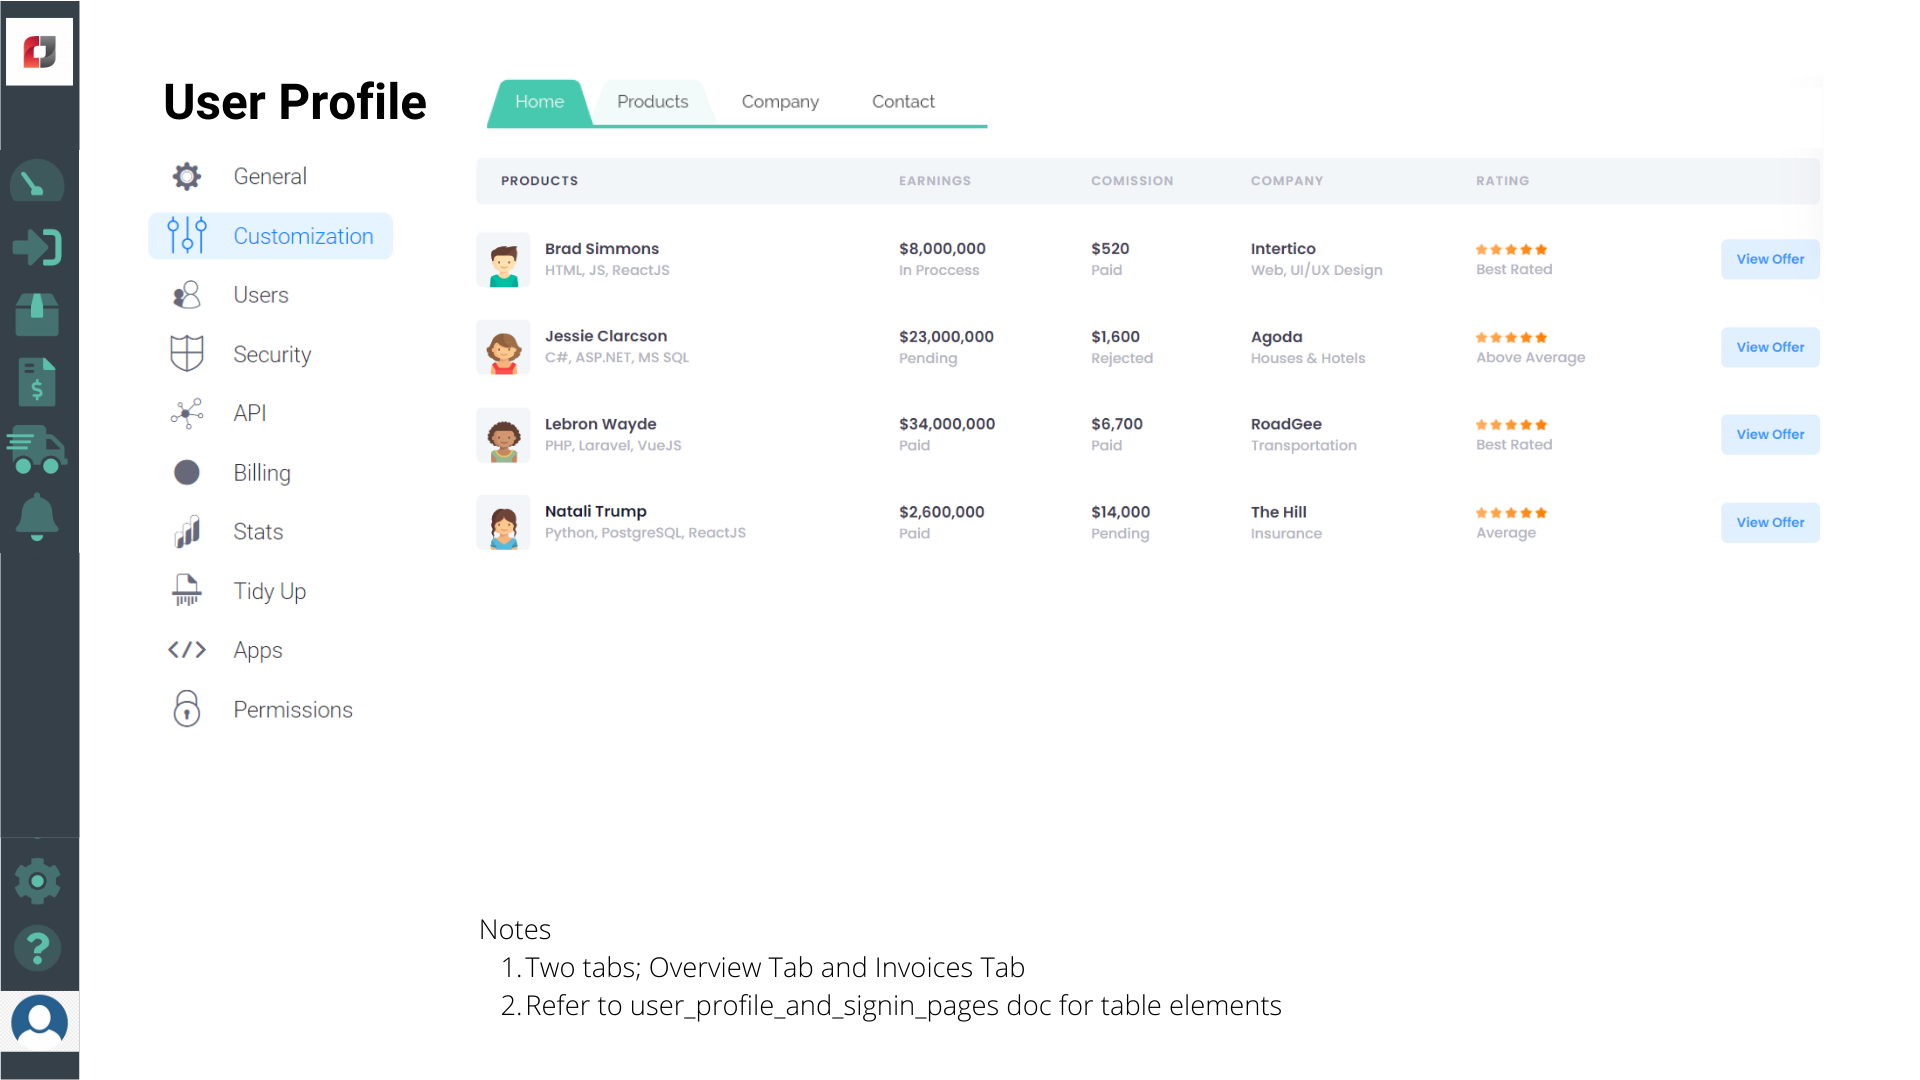 User Profile
Home Products Company Contact
General
Customization
Users
Security
API
Billing
Stats
Tidy Up
Apps
Permissions
PRODUCTS EARNINGS COMISSION COMPANY RATING
Brad Simmons $8,000,000 $520 Intertico
HTML, JS, ReactJS In Proccess Paid Web, UI/UX Design Best Rated
View Offer
Jessie Clarcson $23,000,000 $1,600 Agoda
C#, ASP.NET, MS SQL Pending Rejected Houses & Hotels Above Average
View Offer
Lebron Wayde $34,000,000 $6,700 RoadGee
PHP, Laravel, VueJS Paid Paid Transportation Best Rated
View Offer
Natali Trump $2,600,000 $14,000 The Hill
Python, PostgreSQL, ReactJS Paid Pending Insurance Average
View Offer
Notes
1. Two tabs; Overview Tab and Invoices Tab
2. Refer to user_profile_and_signin_pages doc for table elements